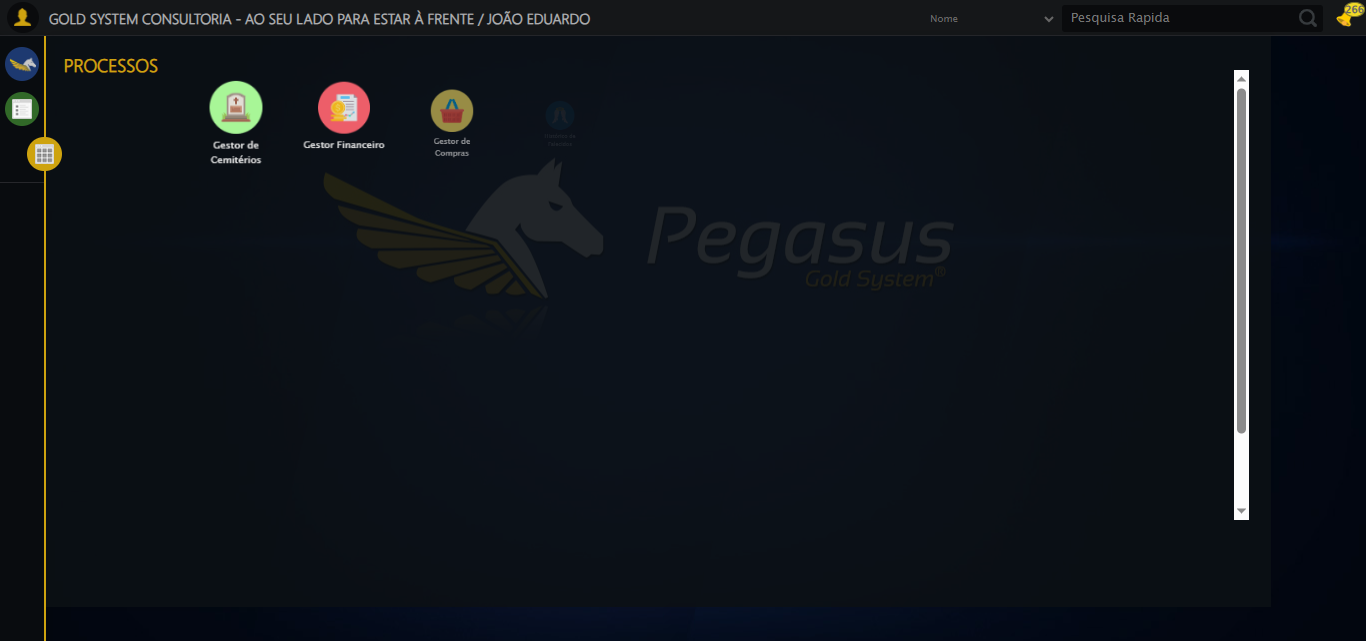 GOLD SYSTEM CONSULTORIA - AO SEU LADO PARA ESTAR À FRENTE / JOÃO EDUARDO
Nome
Pesquisa Rapida
266
PROCESSOS
Gestor de
Cemitérios
Gestor Financeiro
Gestor de
Compras
Pegasus
Gold System®